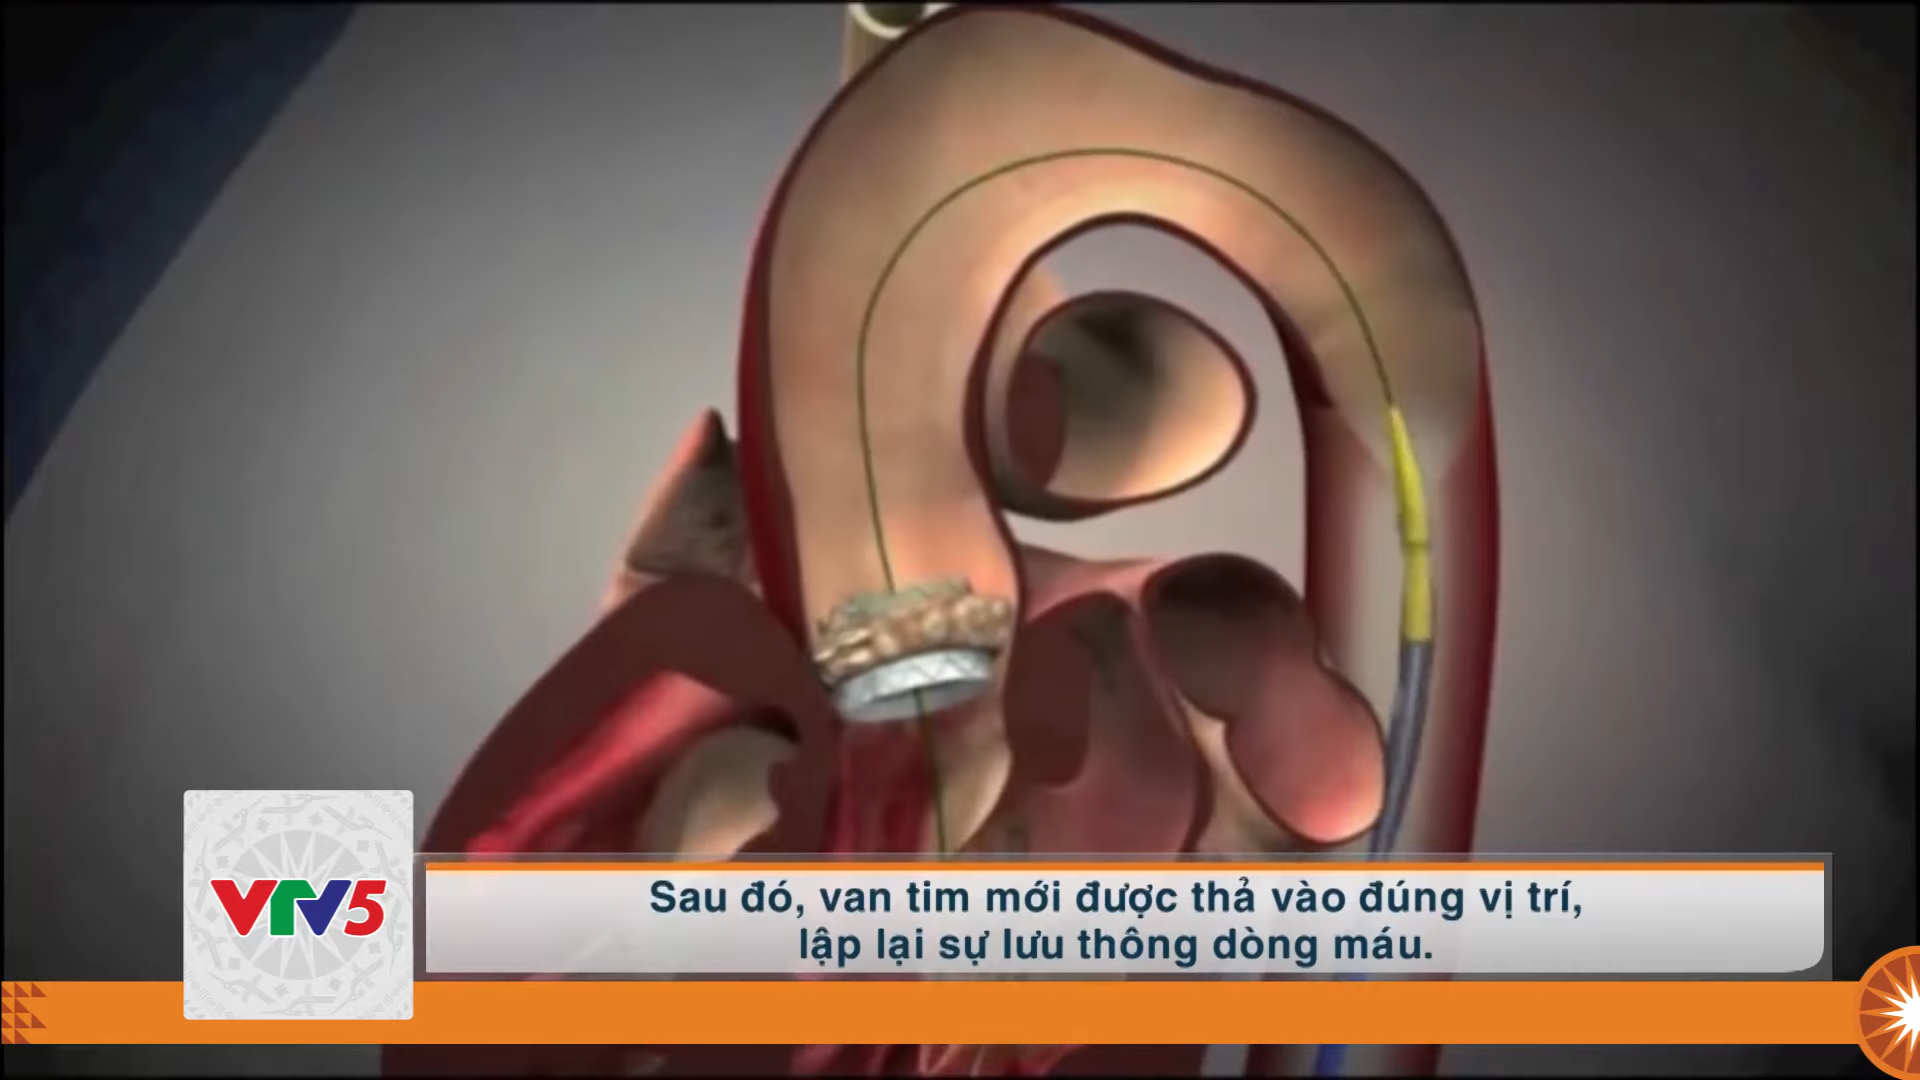 VTV5
Sau đó, van tim mới được thả vào đúng vị trí,
lập lại sự lưu thông dòng máu.